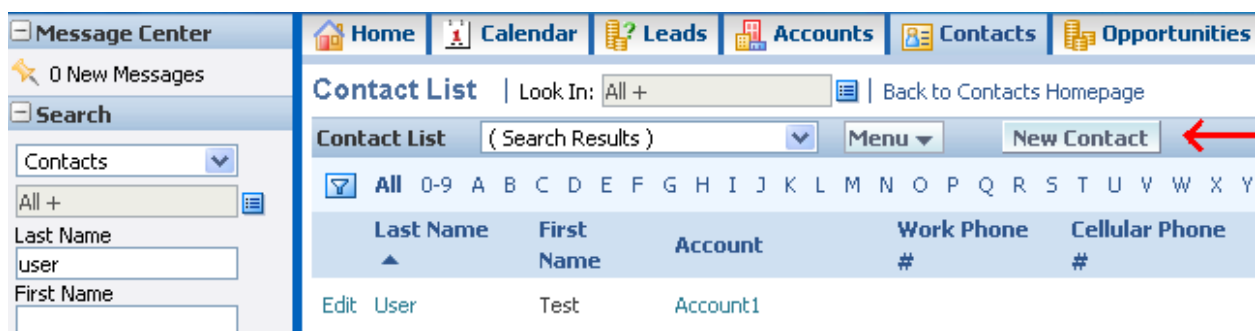 Message Center
0 New Messages
Search
Contacts
All +
Last Name
user
First Name
Home 1 Calendar Leads Accounts Contacts Opportunities
Contact List | Look In: All + | Back to Contacts Homepage
Contact List ( Search Results ) Menu New Contact
All 0-9 A B C D E F G H I J K L M N O P Q R S T U V W X Y
Last Name First Name Account Work Phone # Cellular Phone #
Edit User Test Account1